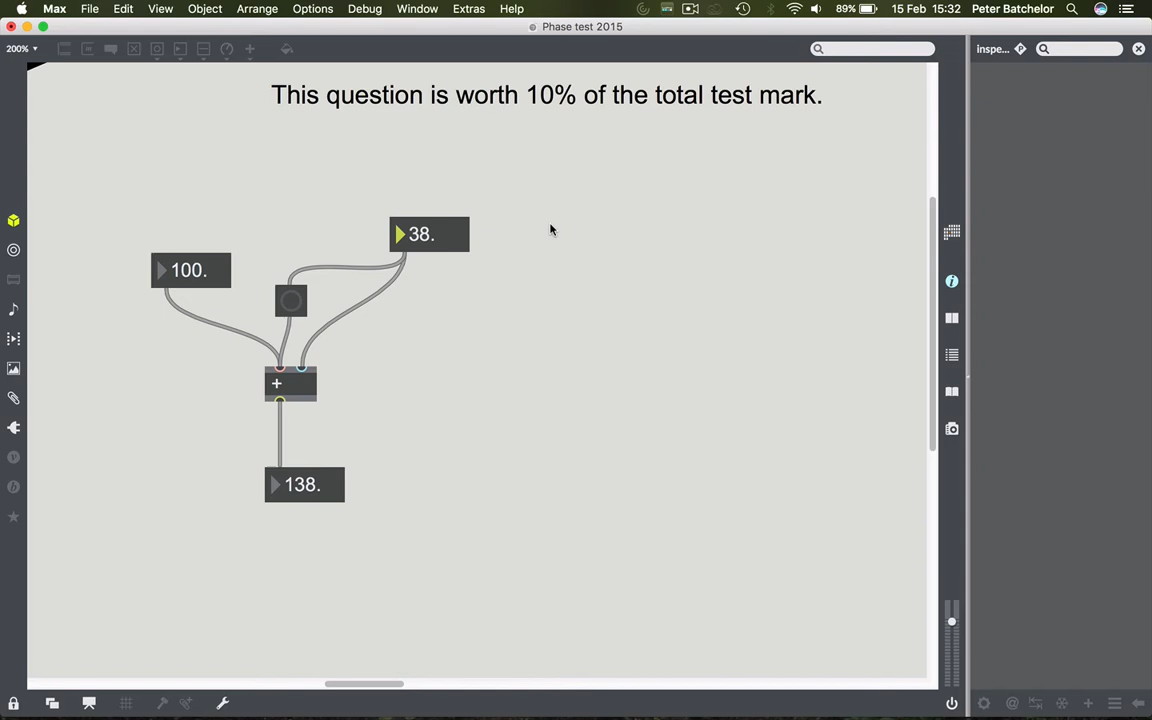 Max File Edit View Object Arrange Options Debug Window Extras Help 89% 15 Feb 15:32 Peter Batchelor
Phase test 2015
200%
inspe...
This question is worth 10% of the total test mark.
38.
100.
+
138.